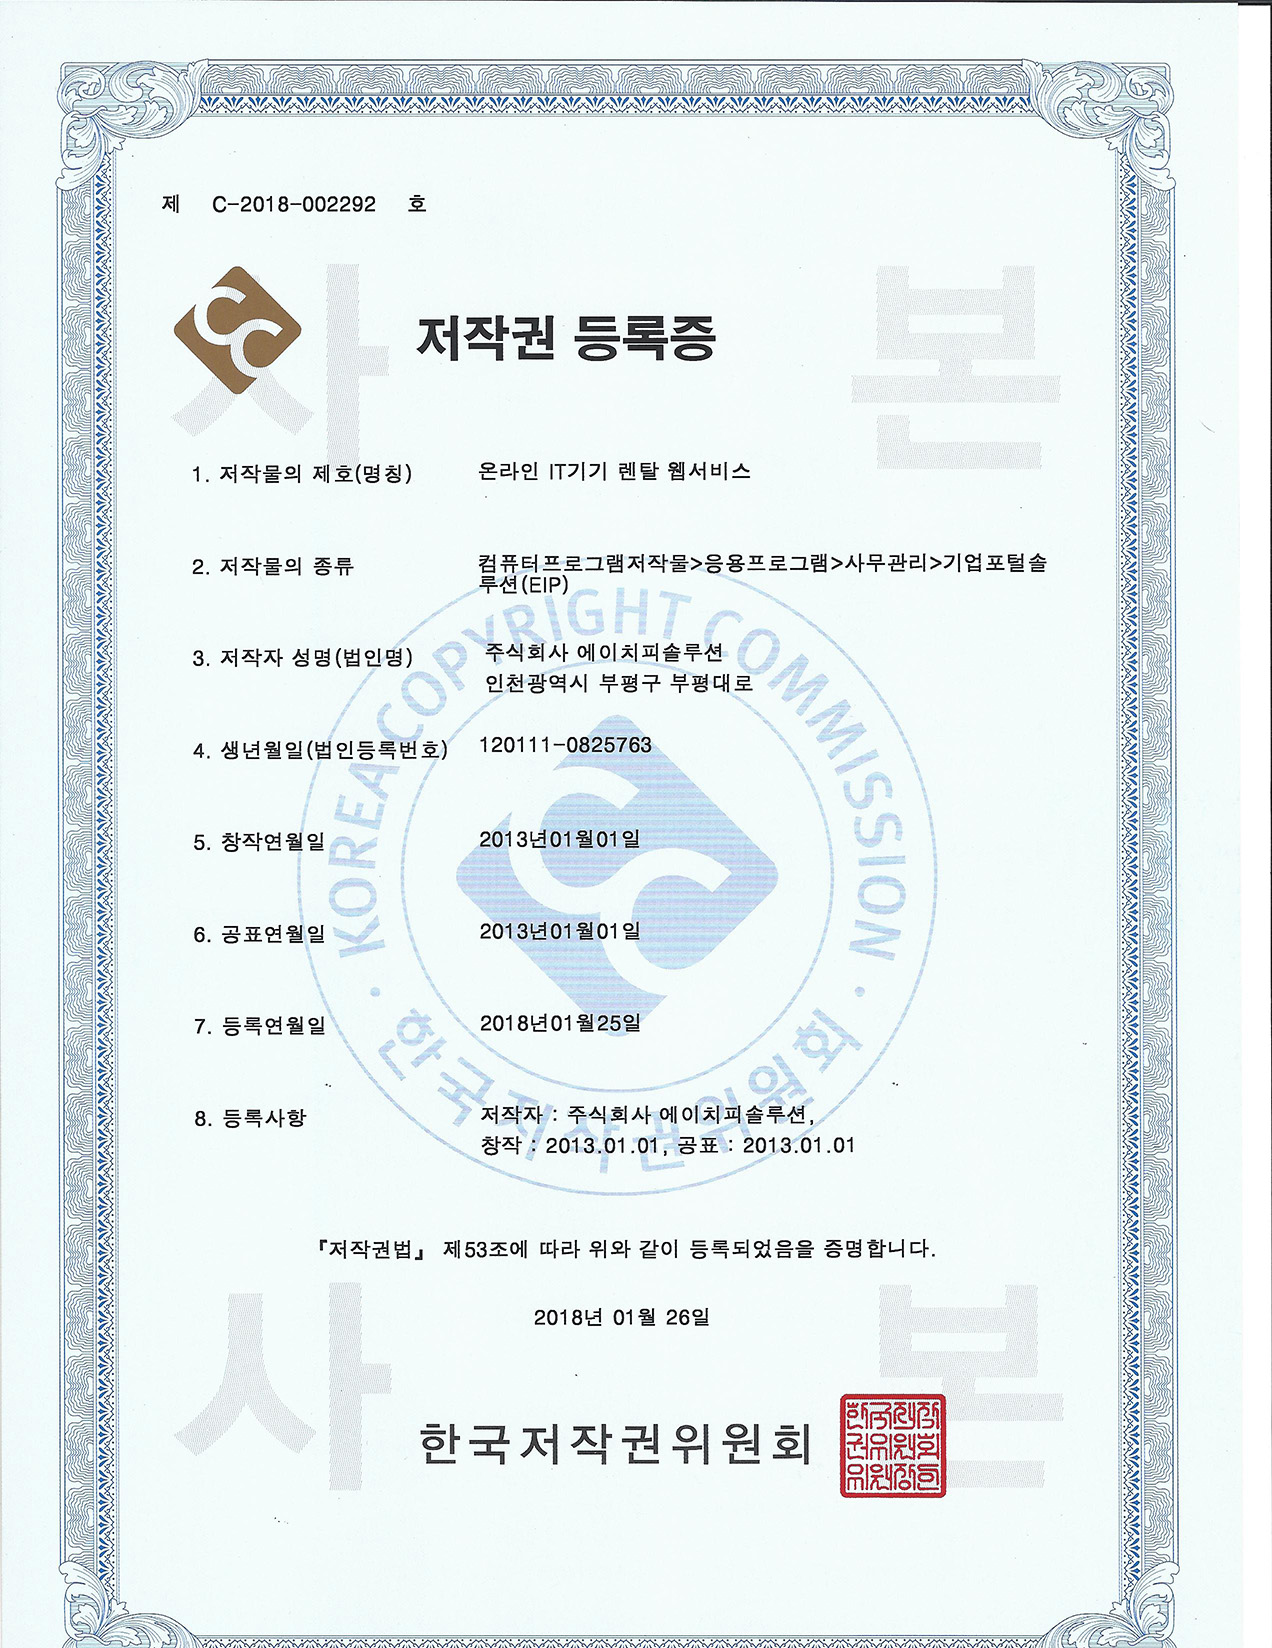 제 C-2018-002292 호
사 본
저작권 등록증
1. 저작물의 제호(명칭) 온라인 IT기기 렌탈 웹서비스
2. 저작물의 종류 컴퓨터프로그램저작물>응용프로그램>사무관리>기업포털솔
루션(EIP)
3. 저작자 성명(법인명) 주식회사 에이치피솔루션
인천광역시 부평구 부평대로
4. 생년월일(법인등록번호) 120111-0825763
5. 창작연월일 2013년01월01일
6. 공표연월일 2013년01월01일
7. 등록연월일 2018년01월25일
8. 등록사항 저작자 : 주식회사 에이치피솔루션,
창작 : 2013.01.01, 공표 : 2013.01.01
KOREA COPYRIGHT COMMISSION
· 한국저작권위원회 ·
『저작권법』 제53조에 따라 위와 같이 등록되었음을 증명합니다.
2018년 01월 26일
사 본
한국저작권위원회